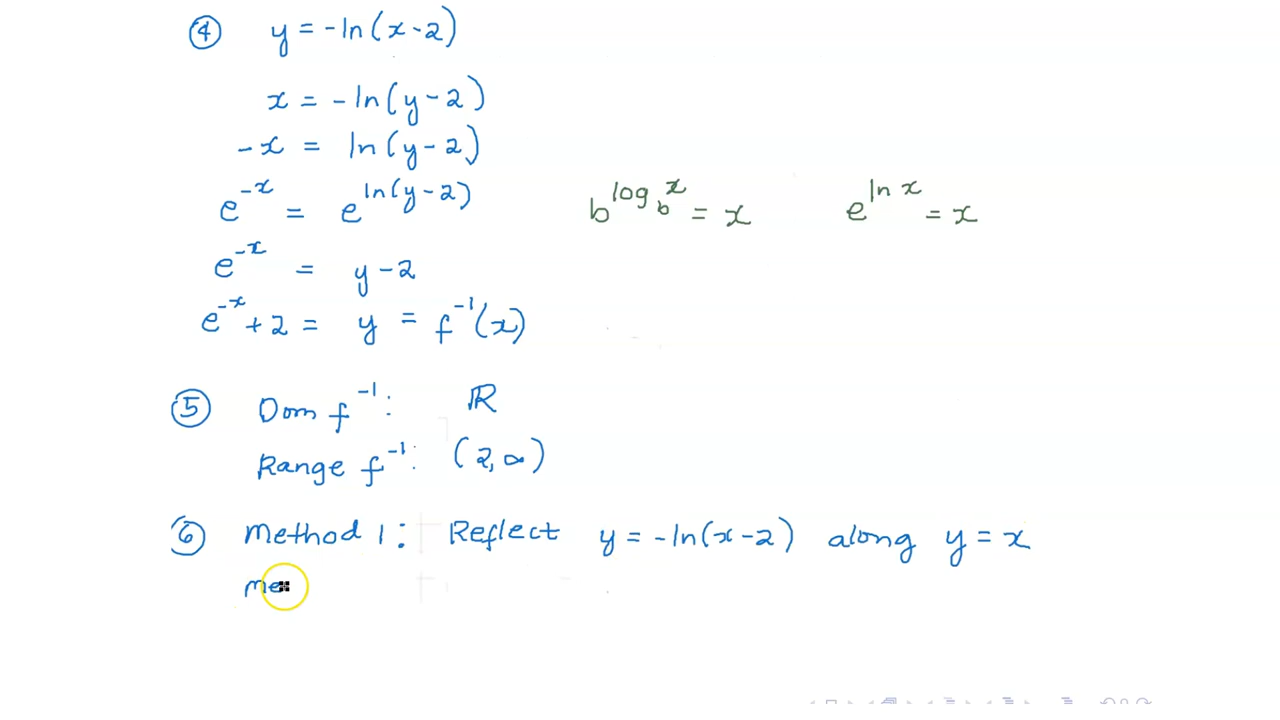 ④ y = -ln(x-2)
x = -ln(y-2)
-x = ln(y-2)
e^{-x} = e^{ln(y-2)} b^{log_b x} = x e^{ln x} = x
e^{-x} = y-2
e^{-x} + 2 = y = f^{-1}(x)
⑤ Dom f^{-1}: ℝ
Range f^{-1}: (2, ∞)
⑥ Method 1: Reflect y = -ln(x-2) along y = x
Me